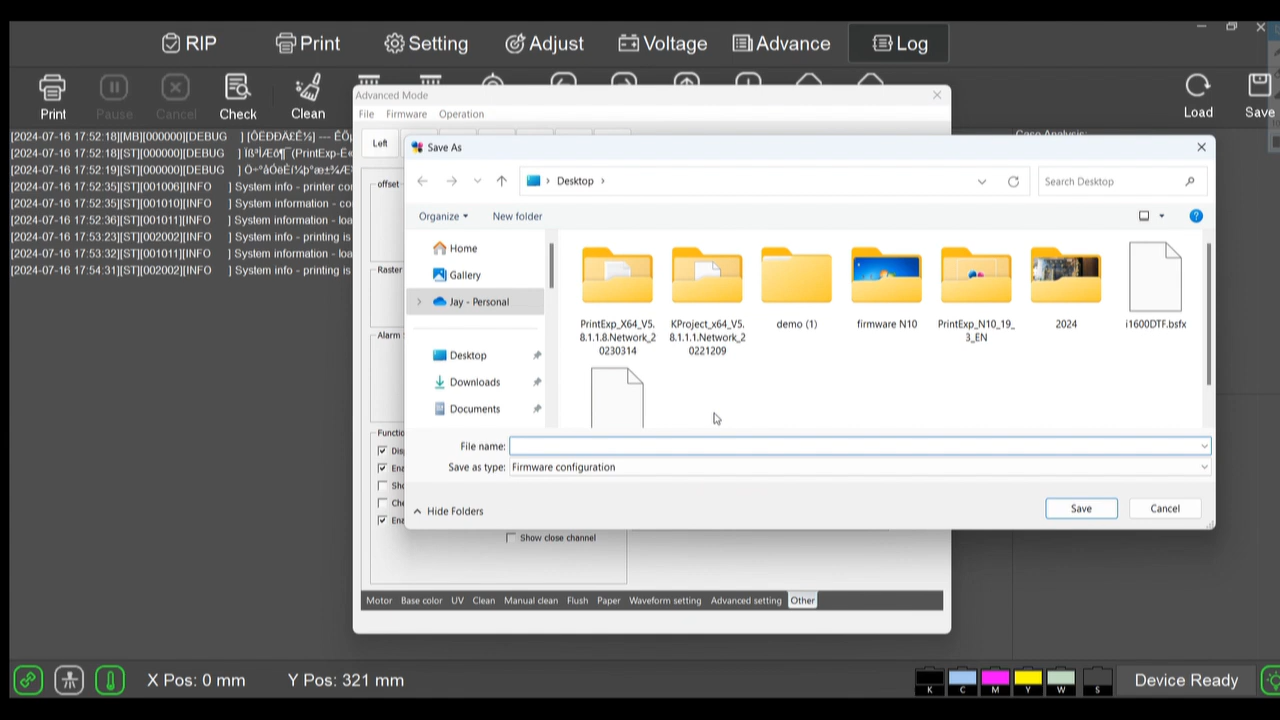 RIP Print Setting Adjust Voltage Advance Log
Print Pause Cancel Check Clean Load Save
Advanced Mode
File Firmware Operation
Left
[2024-07-16 17:52:18][MB][000000][DEBUG
[2024-07-16 17:52:18][ST][000000][DEBUG
[2024-07-16 17:52:19][ST][000000][DEBUG
[2024-07-16 17:52:35][ST][001006][INFO ] System info - printer
[2024-07-16 17:52:35][ST][001010][INFO ] System information -
[2024-07-16 17:52:36][ST][001011][INFO ] System information -
[2024-07-16 17:53:23][ST][002002][INFO ] System info - printing is
[2024-07-16 17:53:32][ST][001011][INFO ] System information -
[2024-07-16 17:54:31][ST][002002][INFO ] System info - printing is
offset
Raster
Alarm
Save As
Desktop
Search Desktop
Organize New folder
Home
Gallery
Jay - Personal
Desktop
Downloads
Documents
PrintExp_X64_V5.
8.1.1.8.Network_2
0230314
KProject_x64_V5.
8.1.1.1.Network_2
0221209
demo (1)
firmware N10
PrintExp_N10_19_
3_EN
2024
i1600DTF.bsfx
File name:
Save as type: Firmware configuration
Hide Folders
Save Cancel
Show close channel
Motor Base color UV Clean Manual clean Flush Paper Waveform setting Advanced setting Other
X Pos: 0 mm Y Pos: 321 mm
K C M Y W S
Device Ready